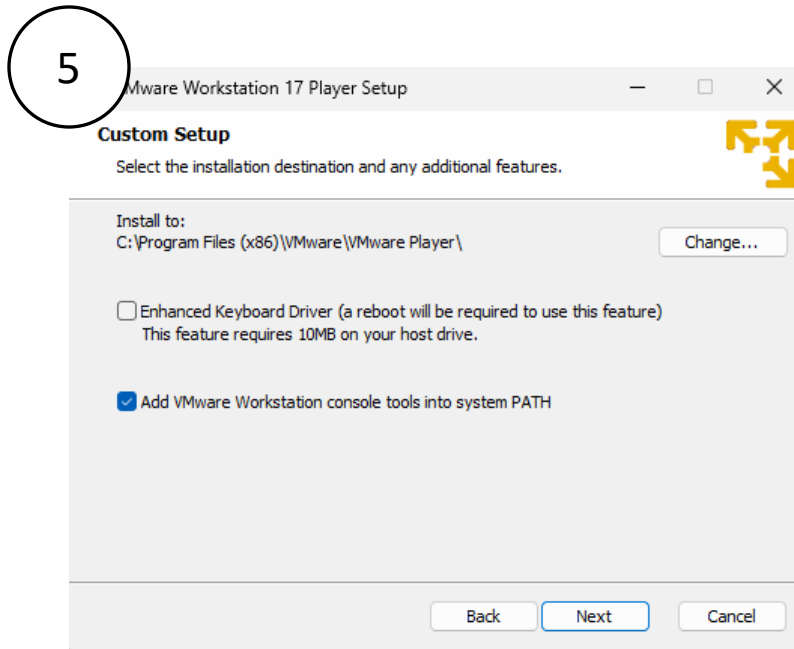 5
Mware Workstation 17 Player Setup
Custom Setup
Select the installation destination and any additional features.
Install to:
C:\Program Files (x86)\VMware\VMware Player\
Change...
Enhanced Keyboard Driver (a reboot will be required to use this feature)
This feature requires 10MB on your host drive.
Add VMware Workstation console tools into system PATH
Back Next Cancel